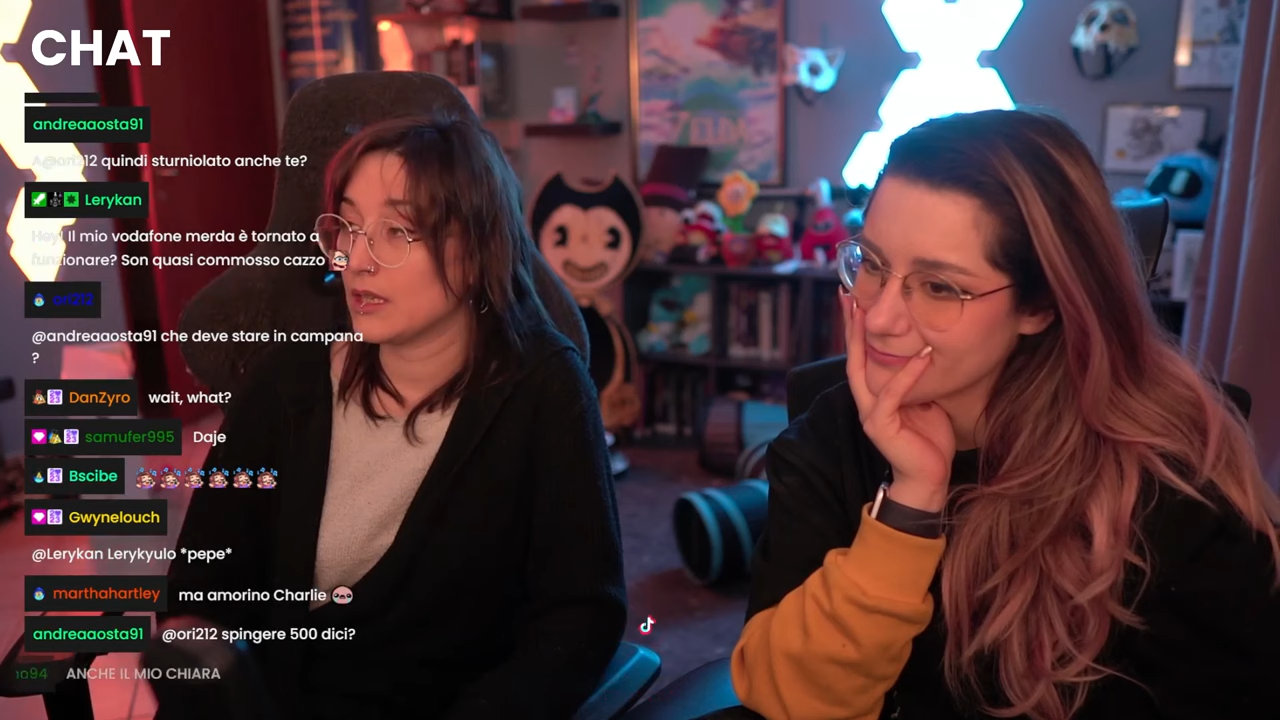 CHAT
andreaaosta91
A@ori212 quindi sturniolato anche te?
Lerykan
Hey! Il mio vodafone merda è tornato a
funzionare? Son quasi commosso cazzo
ori212
@andreaaosta91 che deve stare in campana
?
DanZyro wait, what?
samufer995 Daje
Bscibe
Gwynelouch
@Lerykan Lerykyulo *pepe*
marthahartley ma amorino Charlie
andreaaosta91 @ori212 spingere 500 dici?
ANCHE IL MIO CHIARA